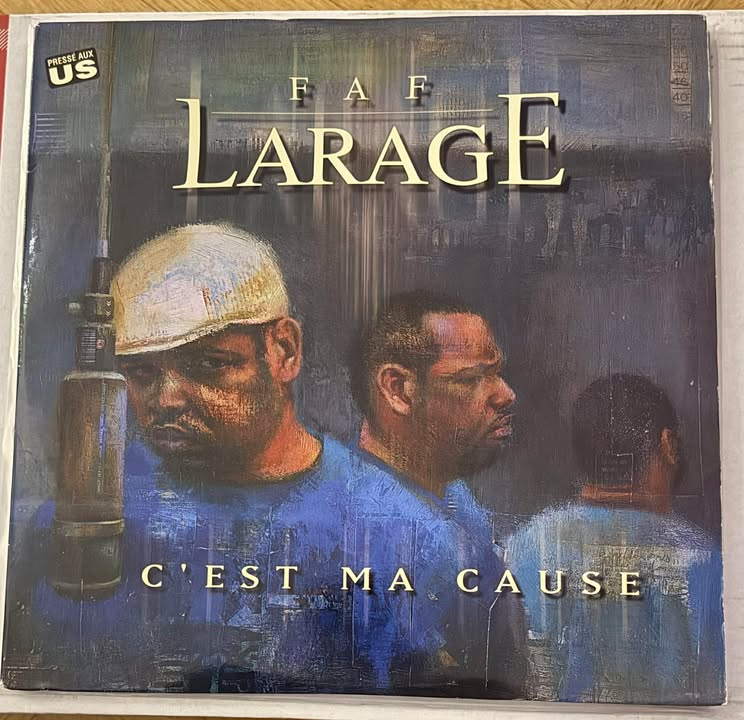 PRESSÉ AUX
US
FAF
LARAGE
C'EST MA CAUSE